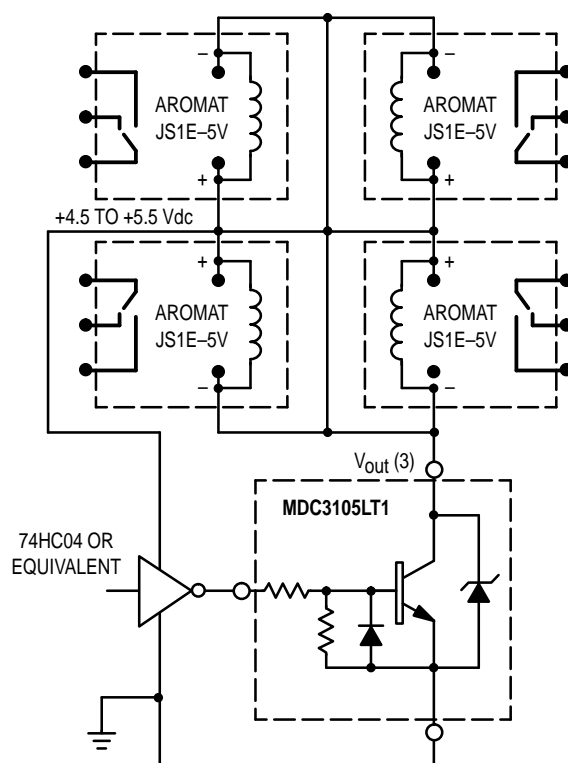 – –
AROMAT
JS1E–5V
AROMAT
JS1E–5V
+ +
+4.5 TO +5.5 Vdc
+ +
AROMAT
JS1E–5V
AROMAT
JS1E–5V
– –
Vout (3)
MDC3105LT1
74HC04 OR
EQUIVALENT